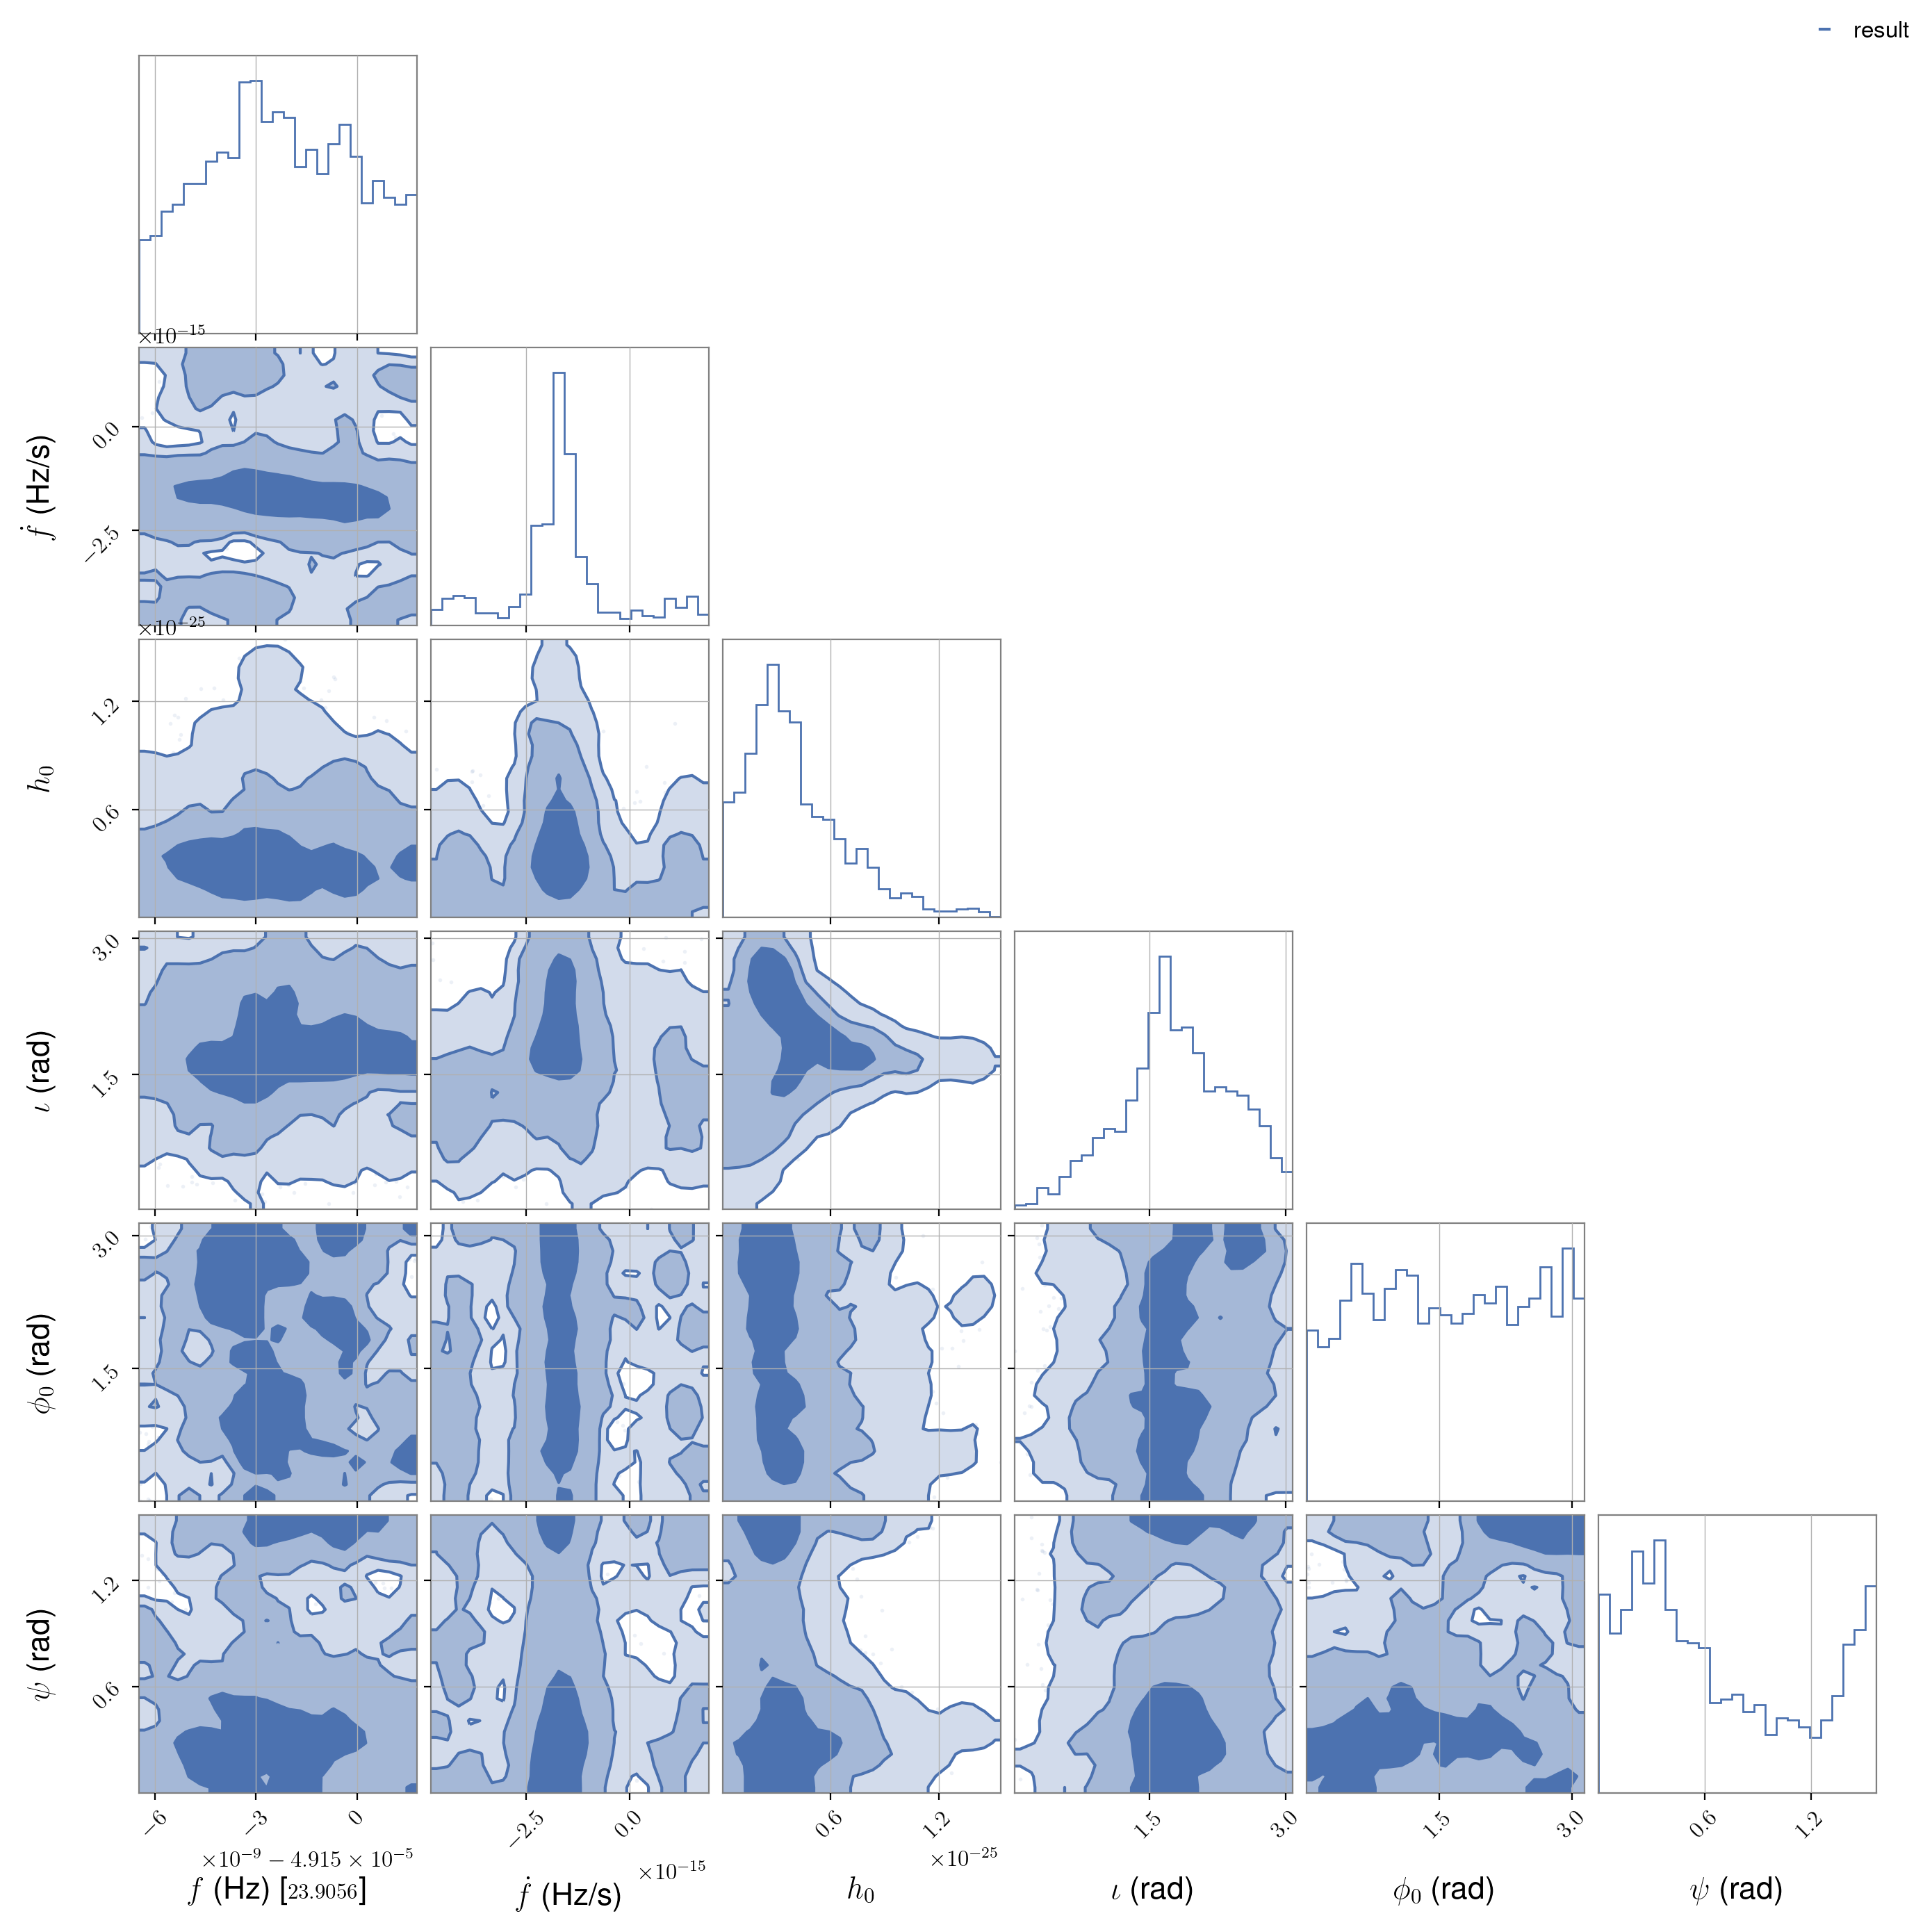 result
×10⁻¹⁵
0.0
−2.5
ḟ (Hz/s)
×10⁻²⁵
1.2
0.6
h₀
3.0
1.5
ι (rad)
3.0
1.5
ϕ₀ (rad)
1.2
0.6
ψ (rad)
−6 −3 0 −2.5 0.0 0.6 1.2 1.5 3.0 1.5 3.0 0.6 1.2
×10⁻⁹ − 4.915 × 10⁻⁵ ×10⁻¹⁵ ×10⁻²⁵
f (Hz) [23.9056] ḟ (Hz/s) h₀ ι (rad) ϕ₀ (rad) ψ (rad)